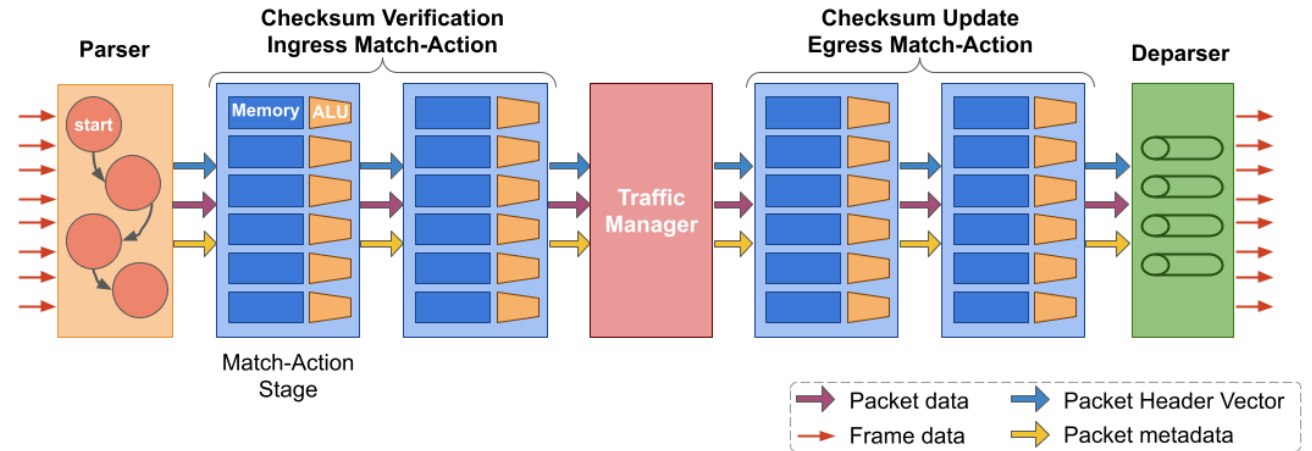 Checksum Verification
Ingress Match-Action
Checksum Update
Egress Match-Action
Parser
Deparser
Memory
ALU
start
Traffic
Manager
Match-Action
Stage
Packet data
Packet Header Vector
Frame data
Packet metadata